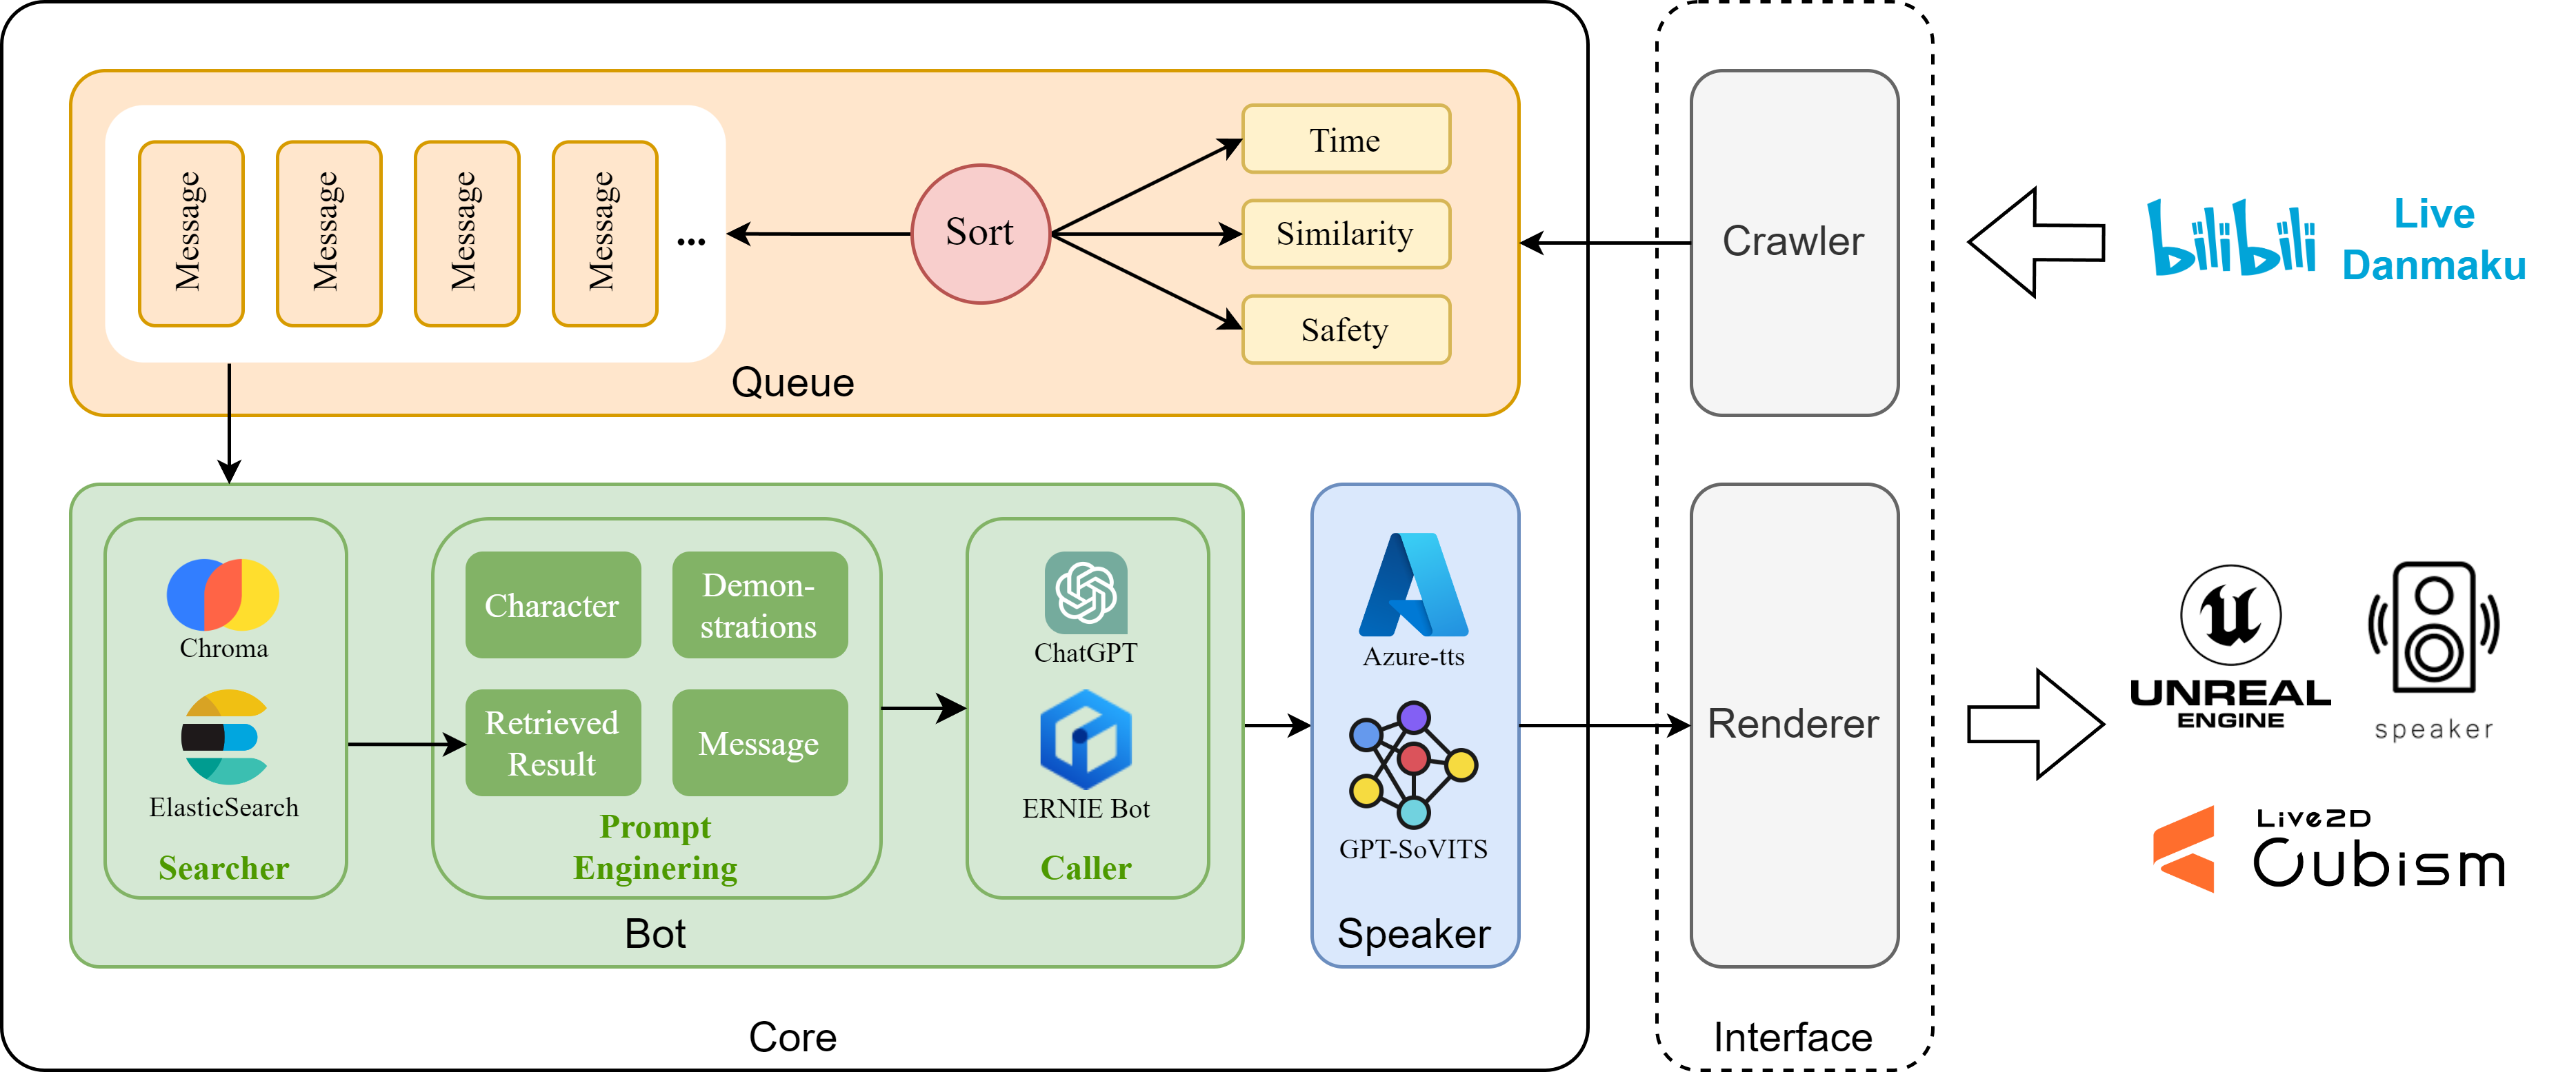 Message
Message
Message
Message
...
Sort
Time
Similarity
Safety
Queue
Crawler
bilibili
Live
Danmaku
Chroma
ElasticSearch
Searcher
Character
Demon-
strations
Retrieved
Result
Message
Prompt
Enginering
ChatGPT
ERNIE Bot
Caller
Bot
Azure-tts
GPT-SoVITS
Speaker
Renderer
UNREAL
ENGINE
speaker
Live2D
Cubism
Core
Interface